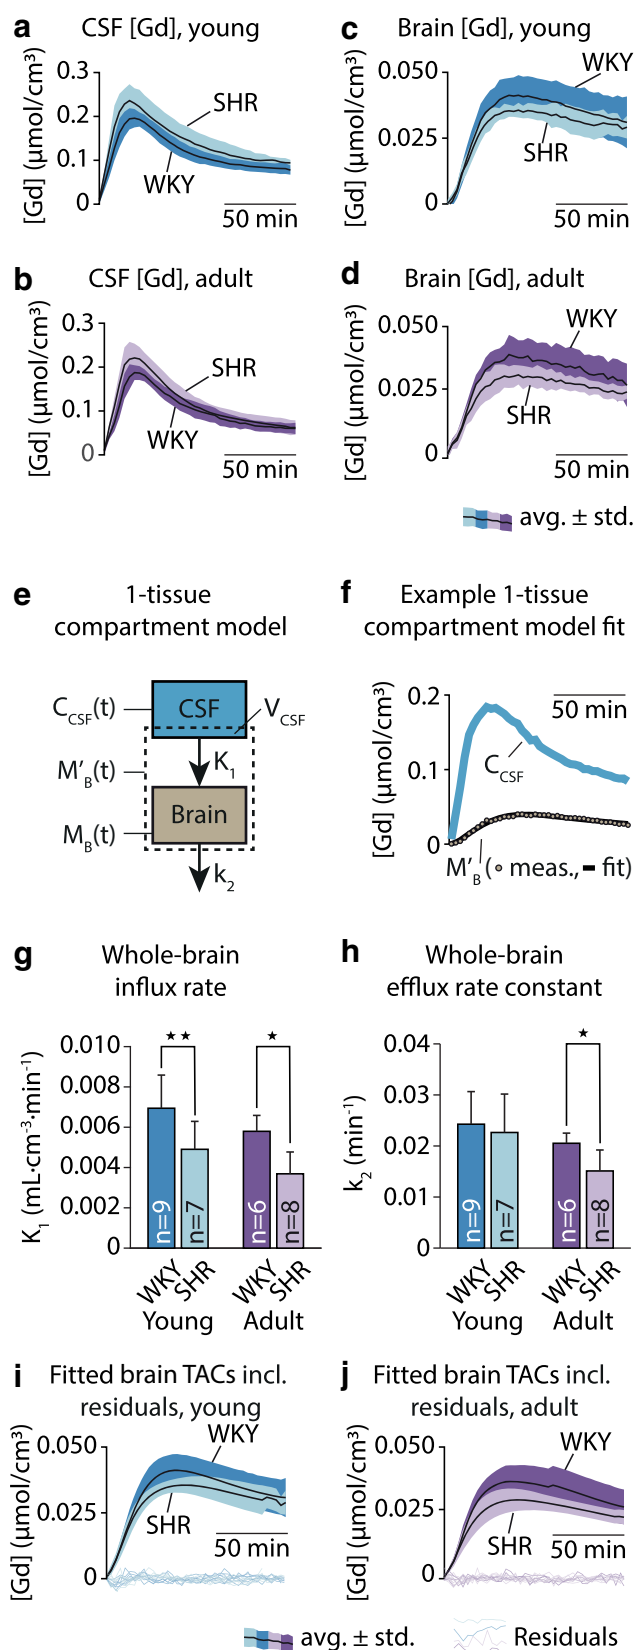 a CSF [Gd], young
[Gd] (µmol/cm³)
0.3
0.2
0.1
0
SHR
WKY
50 min
c Brain [Gd], young
[Gd] (µmol/cm³)
0.050
0.025
0
WKY
SHR
50 min
b CSF [Gd], adult
[Gd] (µmol/cm³)
0.3
0.2
0.1
0
SHR
WKY
50 min
d Brain [Gd], adult
[Gd] (µmol/cm³)
0.050
0.025
0
WKY
SHR
50 min
avg. ± std.
e 1-tissue
compartment model
C_CSF(t)
CSF
V_CSF
M'_B(t)
K_1
M_B(t)
Brain
k_2
f Example 1-tissue
compartment model fit
[Gd] (µmol/cm³)
0.2
0.1
0
50 min
C_CSF
M'_B (● meas., ━ fit)
g Whole-brain
influx rate
K_1 (mL·cm⁻³·min⁻¹)
0.010
0.008
0.006
0.004
0.002
0
★★
★
n=9
n=7
n=6
n=8
WKY SHR WKY SHR
Young Adult
h Whole-brain
efflux rate constant
k_2 (min⁻¹)
0.04
0.03
0.02
0.01
0
★
n=9
n=7
n=6
n=8
WKY SHR WKY SHR
Young Adult
i Fitted brain TACs incl.
residuals, young
[Gd] (µmol/cm³)
0.050
0.025
0
WKY
SHR
50 min
j Fitted brain TACs incl.
residuals, adult
[Gd] (µmol/cm³)
0.050
0.025
0
WKY
SHR
50 min
avg. ± std. Residuals